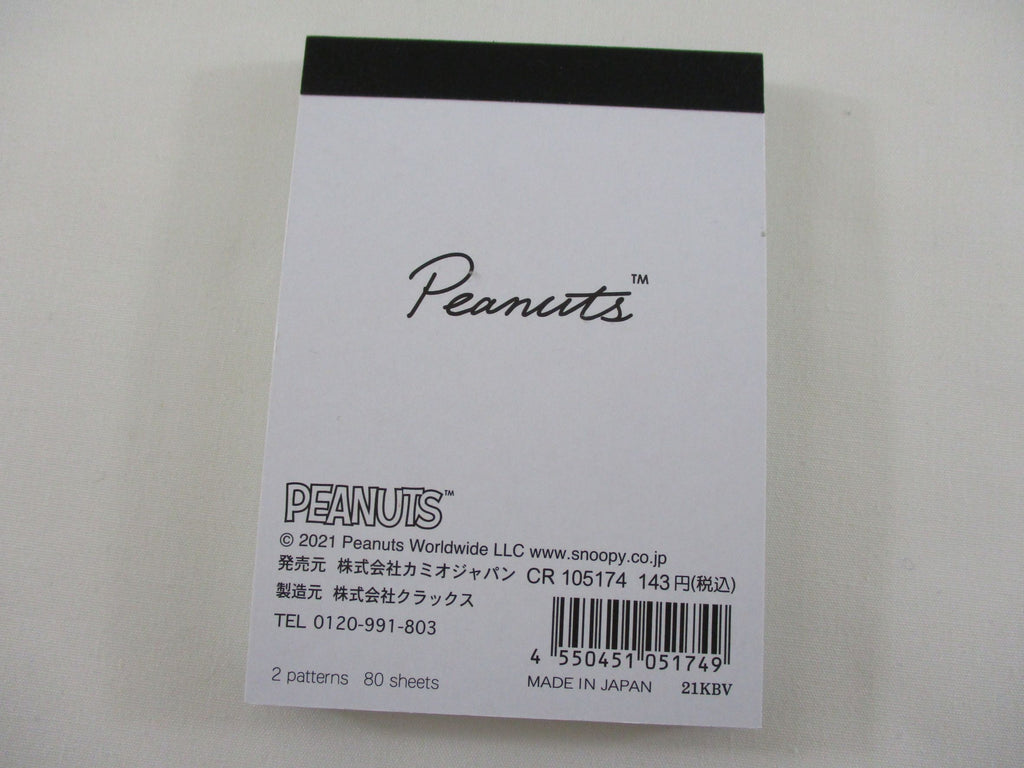 Peanuts™
PEANUTS™
© 2021 Peanuts Worldwide LLC www.snoopy.co.jp
発売元 株式会社カミオジャパン CR 105174 143円(税込)
製造元 株式会社クラックス
TEL 0120-991-803
4 550451 051749
2 patterns 80 sheets MADE IN JAPAN 21KBV